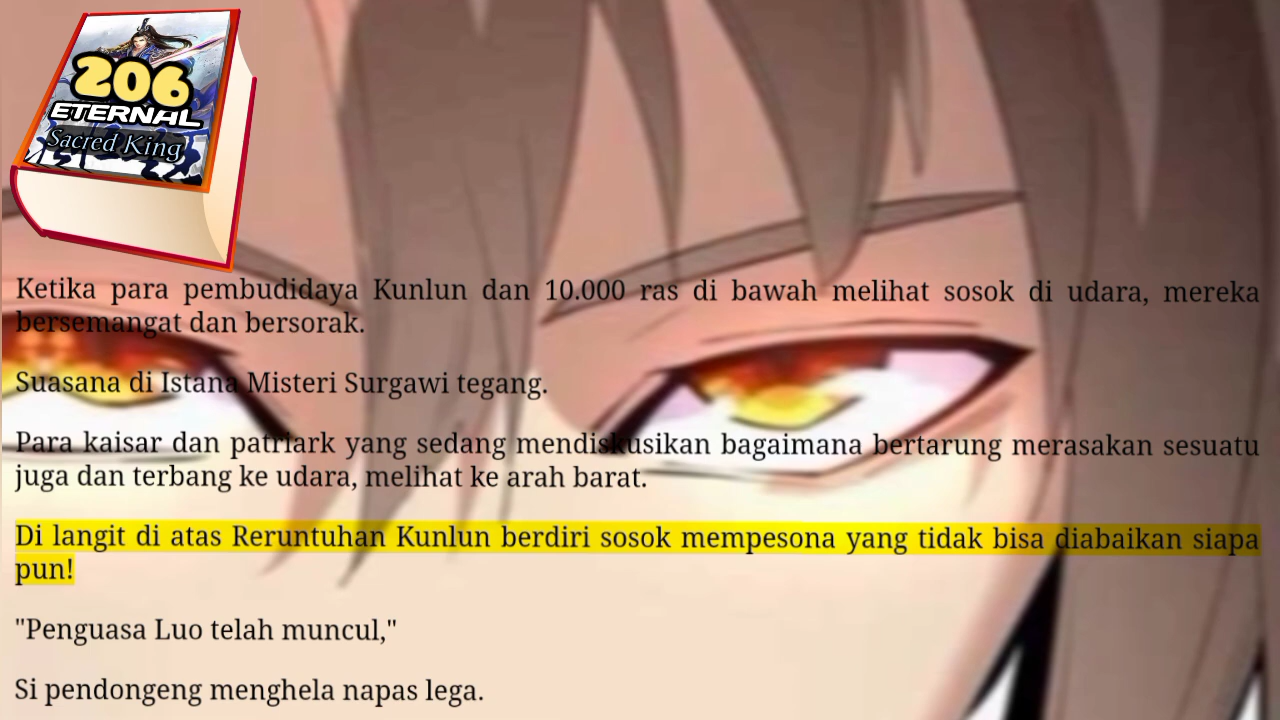 206
ETERNAL
Sacred King
Ketika para pembudidaya Kunlun dan 10.000 ras di bawah melihat sosok di udara, mereka
bersemangat dan bersorak.
Suasana di Istana Misteri Surgawi tegang.
Para kaisar dan patriark yang sedang mendiskusikan bagaimana bertarung merasakan sesuatu
juga dan terbang ke udara, melihat ke arah barat.
Di langit di atas Reruntuhan Kunlun berdiri sosok mempesona yang tidak bisa diabaikan siapa
pun!
"Penguasa Luo telah muncul,"
Si pendongeng menghela napas lega.